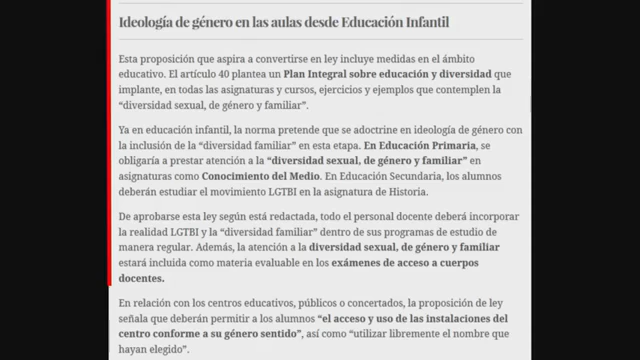 Ideología de género en las aulas desde Educación Infantil
Esta proposición que aspira a convertirse en ley incluye medidas en el ámbito
educativo. El artículo 40 plantea un Plan Integral sobre educación y diversidad que
implante, en todas las asignaturas y cursos, ejercicios y ejemplos que contemplen la
“diversidad sexual, de género y familiar”.
Ya en educación infantil, la norma pretende que se adoctrine en ideología de género con
la inclusión de la “diversidad familiar” en esta etapa. En Educación Primaria, se
obligaría a prestar atención a la “diversidad sexual, de género y familiar” en
asignaturas como Conocimiento del Medio. En Educación Secundaria, los alumnos
deberán estudiar el movimiento LGTBI en la asignatura de Historia.
De aprobarse esta ley según está redactada, todo el personal docente deberá incorporar
la realidad LGTBI y la “diversidad familiar” dentro de sus programas de estudio de
manera regular. Además, la atención a la diversidad sexual, de género y familiar
estará incluida como materia evaluable en los exámenes de acceso a cuerpos
docentes.
En relación con los centros educativos, públicos o concertados, la proposición de ley
señala que deberán permitir a los alumnos “el acceso y uso de las instalaciones del
centro conforme a su género sentido”, así como “utilizar libremente el nombre que
hayan elegido”.